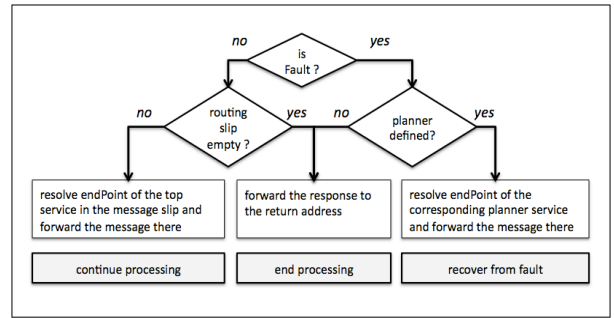 no
yes
is
Fault ?
no
routing
slip
empty ?
yes
no
planner
defined?
yes
resolve endPoint of the top
service in the message slip and
forward the message there
forward the response to
the return address
resolve endPoint of the
corresponding planner service
and forward the message there
continue processing
end processing
recover from fault